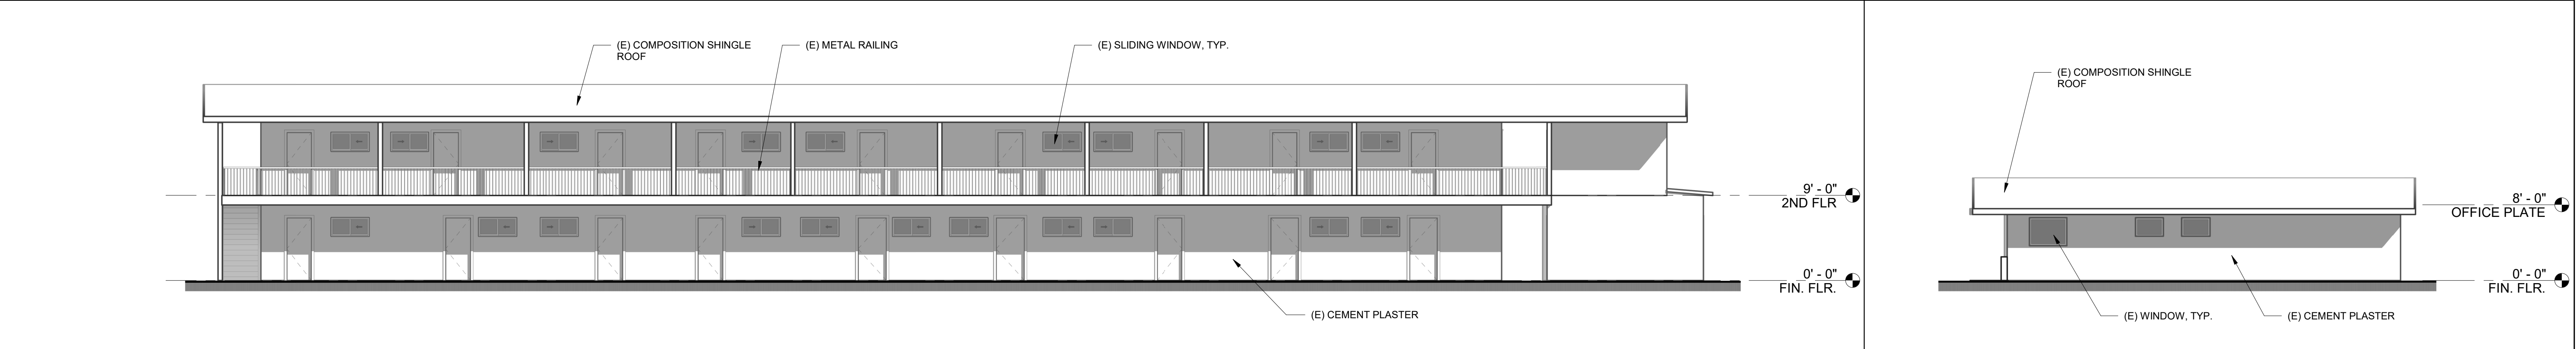 (E) COMPOSITION SHINGLE
ROOF
(E) METAL RAILING
(E) SLIDING WINDOW, TYP.
9' - 0"
2ND FLR
0' - 0"
FIN. FLR.
(E) CEMENT PLASTER
(E) COMPOSITION SHINGLE
ROOF
8' - 0"
OFFICE PLATE
0' - 0"
FIN. FLR.
(E) WINDOW, TYP.
(E) CEMENT PLASTER